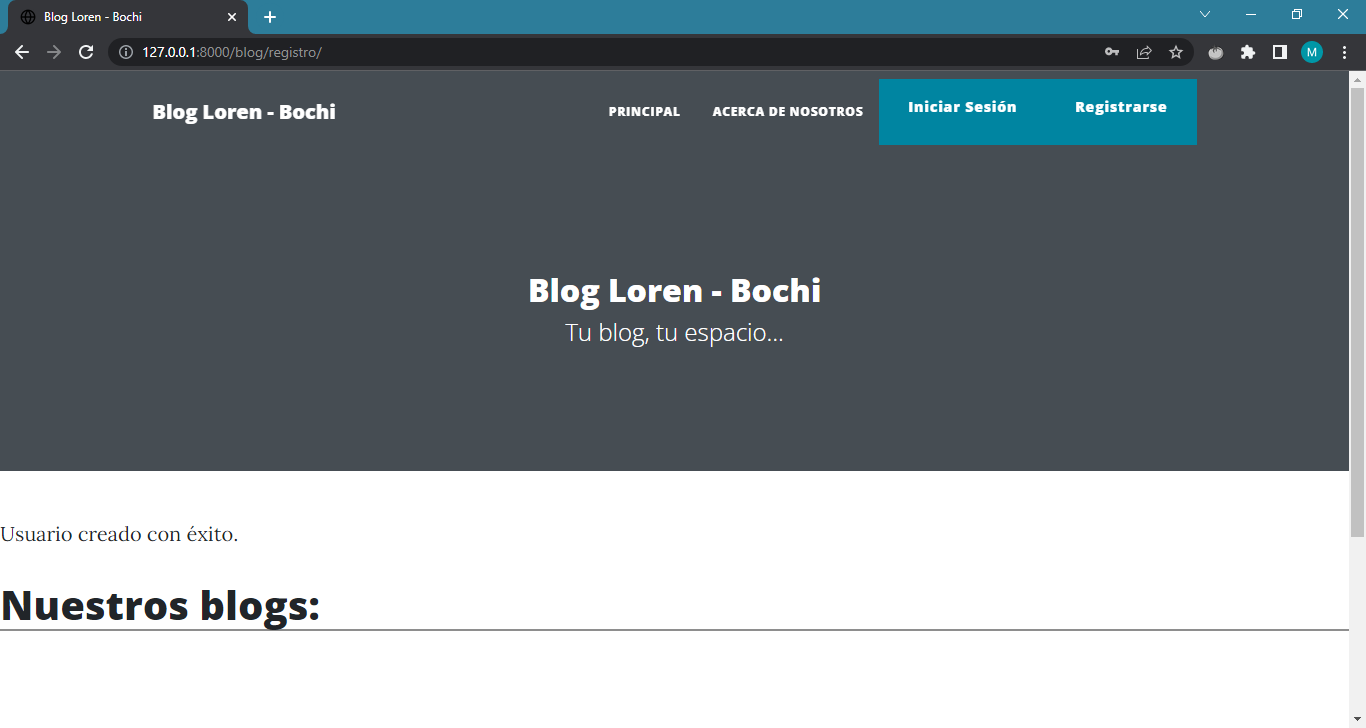 Blog Loren - Bochi
127.0.0.1:8000/blog/registro/
M
Blog Loren - Bochi
PRINCIPAL
ACERCA DE NOSOTROS
Iniciar Sesión
Registrarse
Blog Loren - Bochi
Tu blog, tu espacio...
Usuario creado con éxito.
Nuestros blogs: